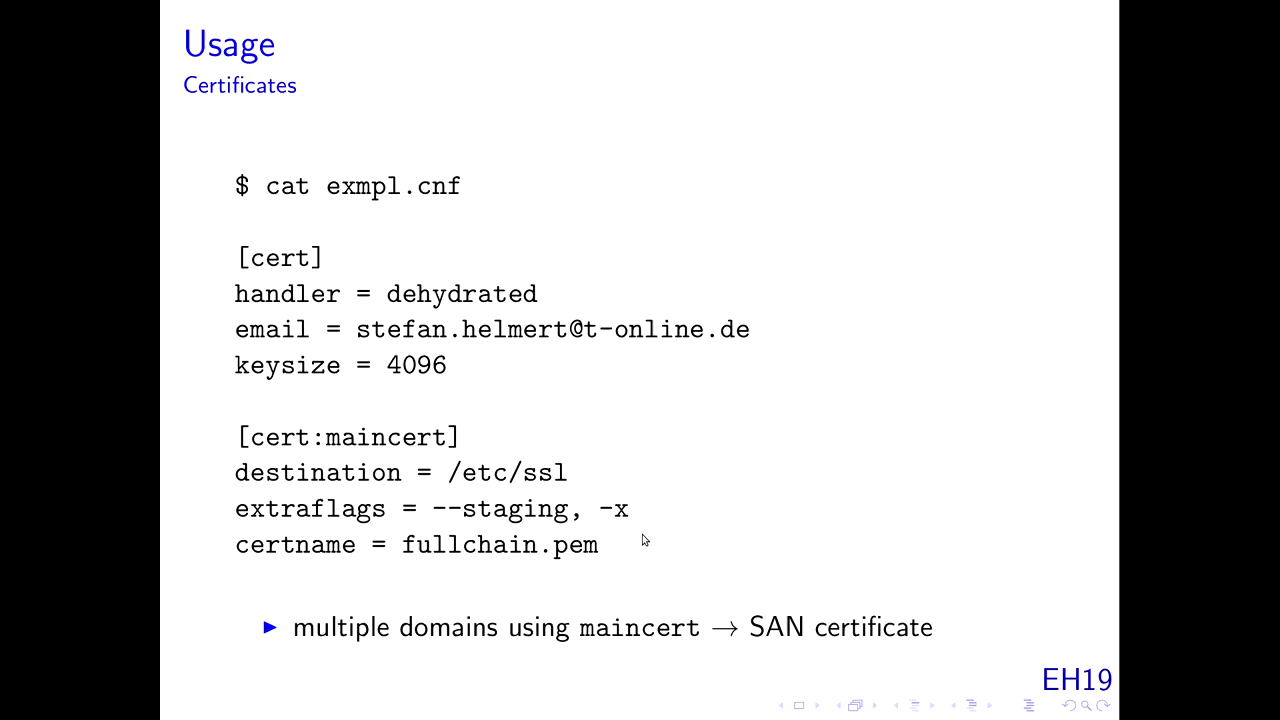 Usage
Certificates
$ cat exmpl.cnf
[cert]
handler = dehydrated
email = stefan.helmert@t-online.de
keysize = 4096
[cert:maincert]
destination = /etc/ssl
extraflags = --staging, -x
certname = fullchain.pem
▶ multiple domains using maincert → SAN certificate
EH19